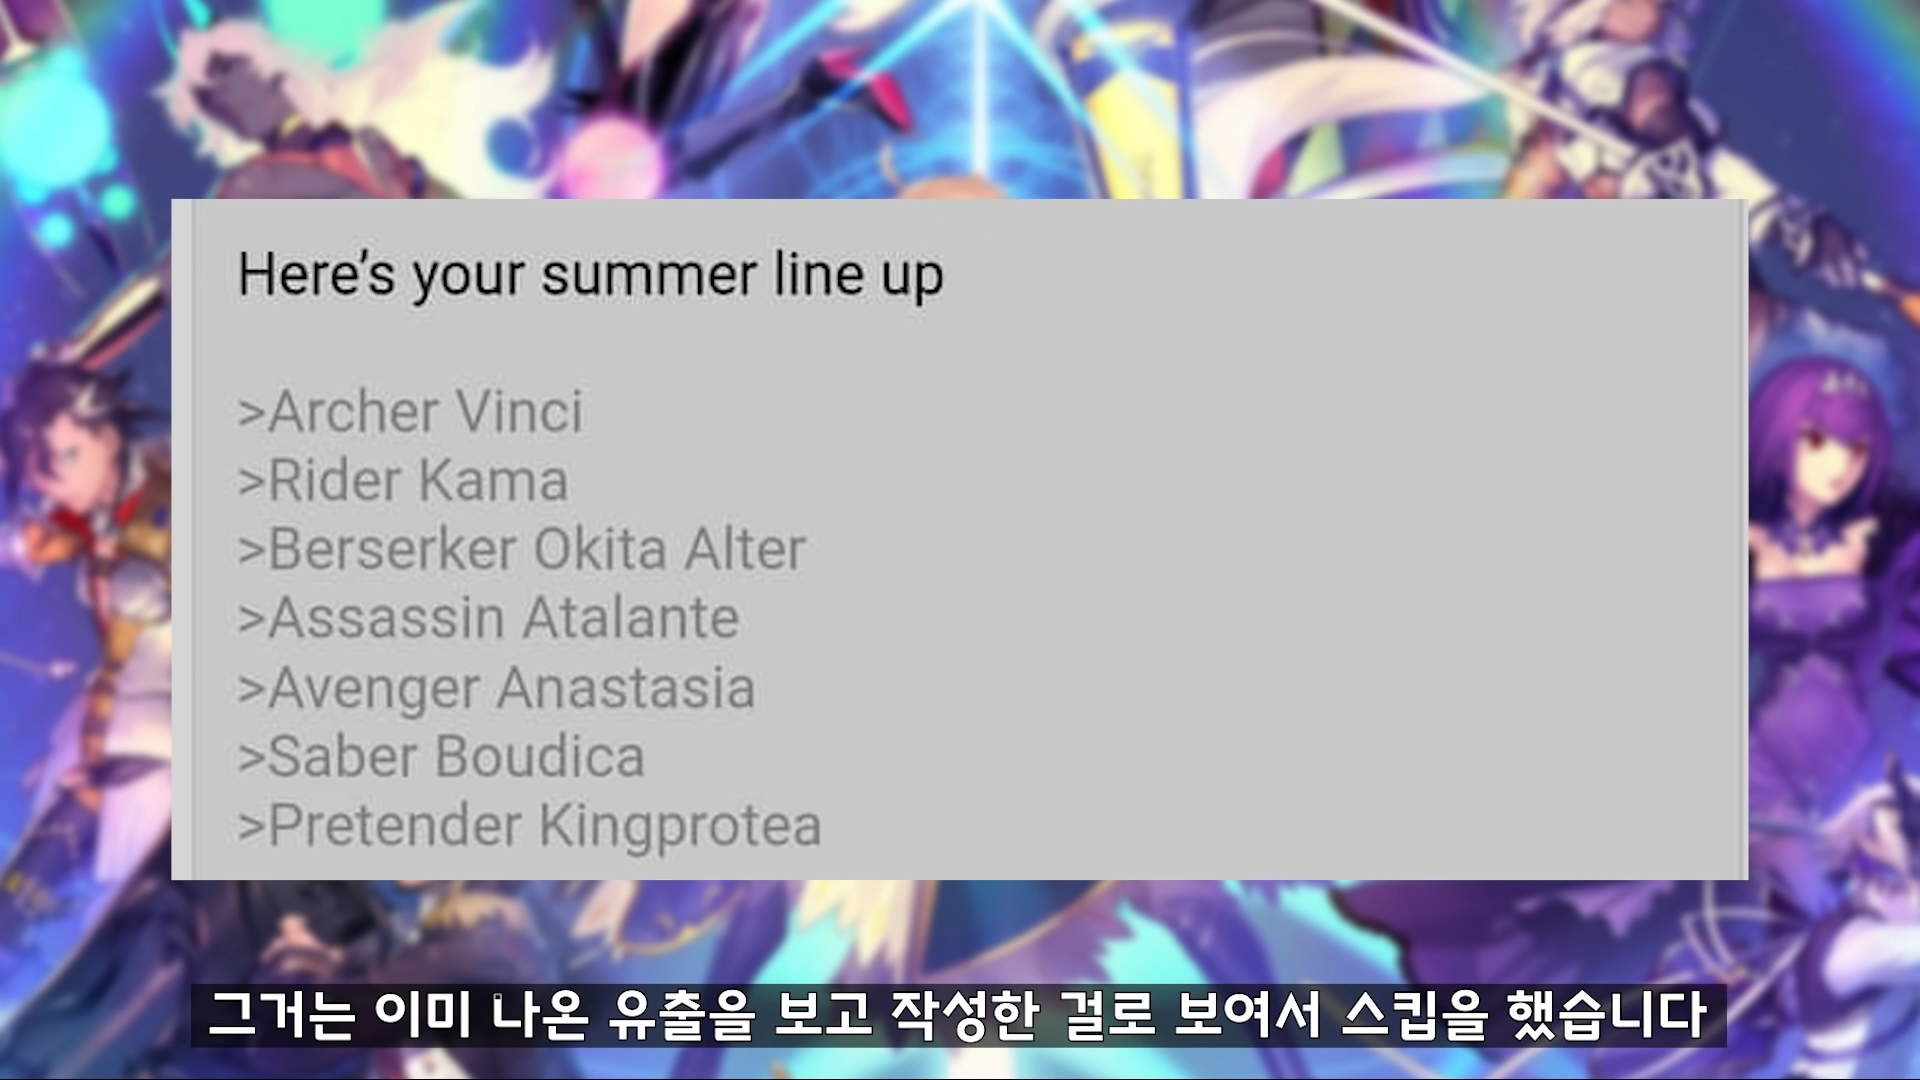 Here’s your summer line up
>Archer Vinci
>Rider Kama
>Berserker Okita Alter
>Assassin Atalante
>Avenger Anastasia
>Saber Boudica
>Pretender Kingprotea
그거는 이미 나온 유출을 보고 작성한 걸로 보여서 스킵을 했습니다